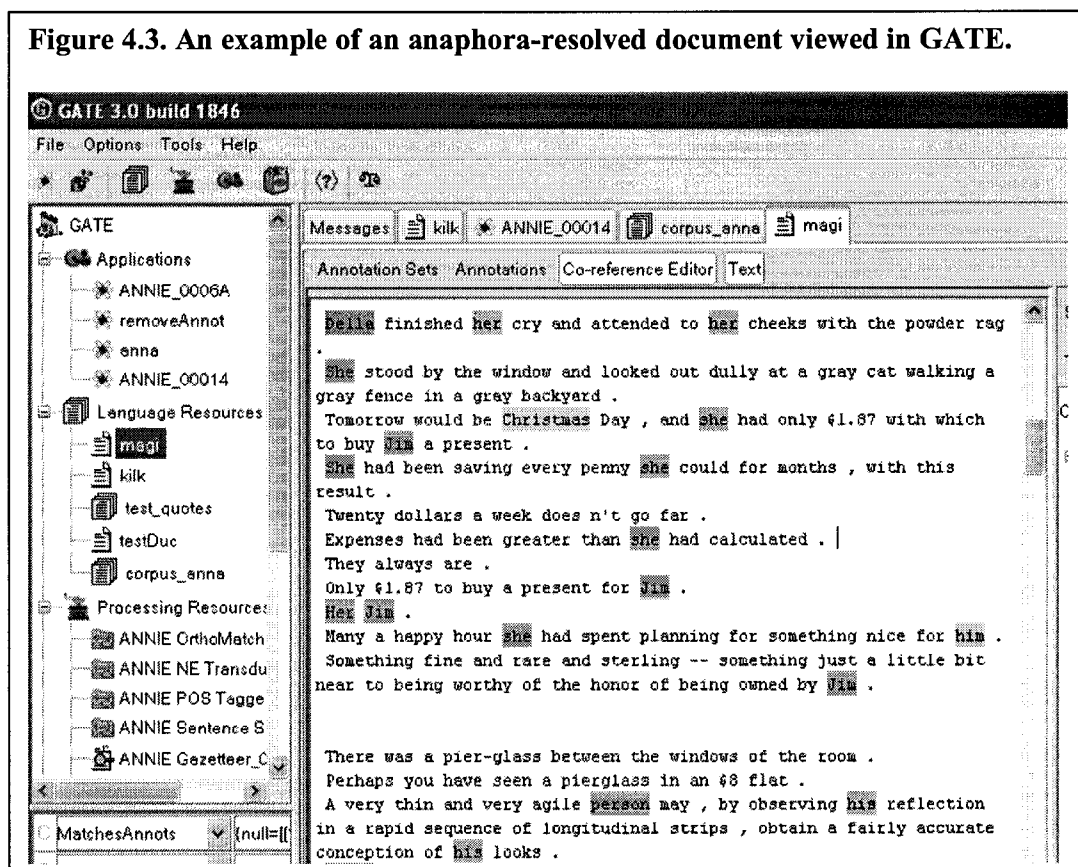 Figure 4.3. An example of an anaphora-resolved document viewed in GATE.
GATE 3.0 build 1846
File Options Tools Help
GATE
Applications
ANNIE_0006A
removeAnnot
anna
ANNIE_00014
Language Resources
magi
kilk
test_quotes
testDuc
corpus_anna
Processing Resources
ANNIE OrthoMatch
ANNIE NE Transdu
ANNIE POS Tagge
ANNIE Sentence S
ANNIE Gazetteer_C
MatchesAnnots {null=[[
Messages kilk ANNIE_00014 corpus_anna magi
Annotation Sets Annotations Co-reference Editor Text
Della finished her cry and attended to her cheeks with the powder rag
.
She stood by the window and looked out dully at a gray cat walking a
gray fence in a gray backyard .
Tomorrow would be Christmas Day , and she had only $1.87 with which
to buy Jim a present .
She had been saving every penny she could for months , with this
result .
Twenty dollars a week does n't go far .
Expenses had been greater than she had calculated .
They always are .
Only $1.87 to buy a present for Jim .
Her Jim .
Many a happy hour she had spent planning for something nice for him .
Something fine and rare and sterling -- something just a little bit
near to being worthy of the honor of being owned by Jim .
There was a pier-glass between the windows of the room .
Perhaps you have seen a pierglass in an $8 flat .
A very thin and very agile person may , by observing his reflection
in a rapid sequence of longitudinal strips , obtain a fairly accurate
conception of his looks .